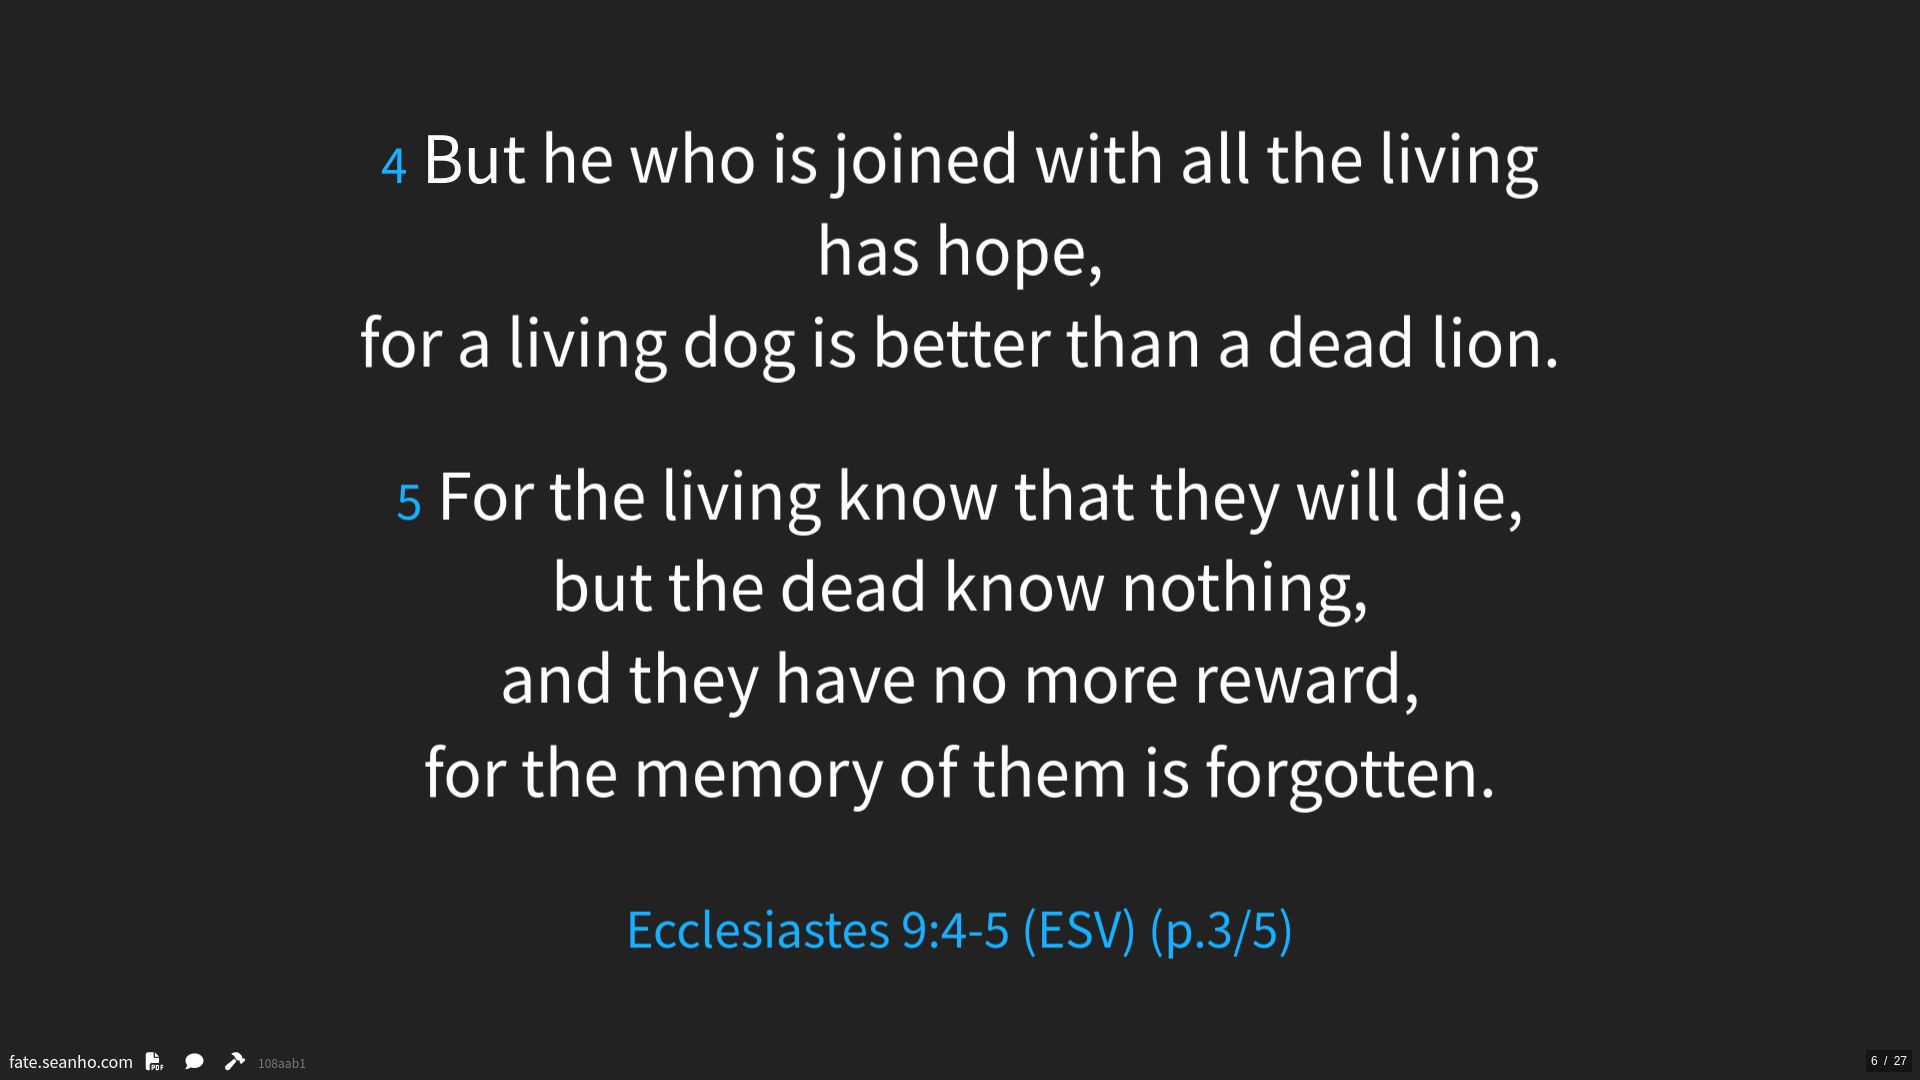 4 But he who is joined with all the living
has hope,
for a living dog is better than a dead lion.
5 For the living know that they will die,
but the dead know nothing,
and they have no more reward,
for the memory of them is forgotten.
Ecclesiastes 9:4-5 (ESV) (p.3/5)
fate.seanho.com PDF 108aab1
6 / 27